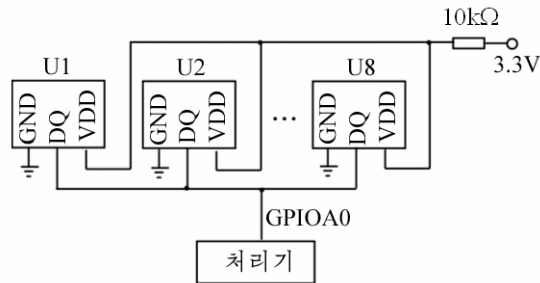 10kΩ
3.3V
U1 U2 U8
GND DQ VDD GND DQ VDD ... GND DQ VDD
GPIOA0
처리기